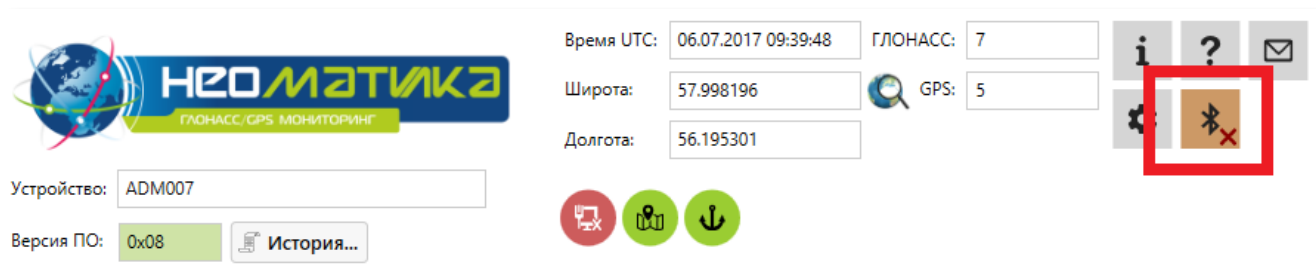 НЕОМАТИКА
ГЛОНАСС/GPS МОНИТОРИНГ
Время UTC: 06.07.2017 09:39:48 ГЛОНАСС: 7
Широта: 57.998196 GPS: 5
Долгота: 56.195301
Устройство: ADM007
Версия ПО: 0x08 История...